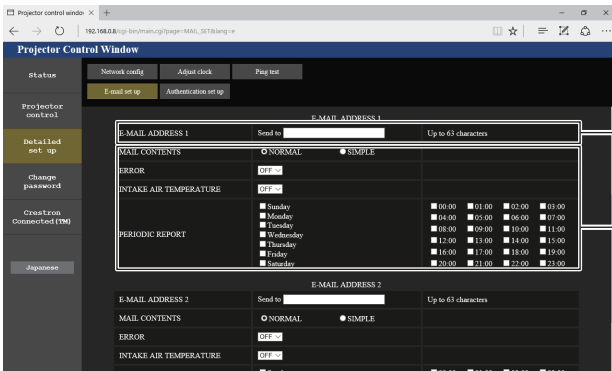 Projector control window
192.168.0.8/cgi-bin/main.cgi?page=MAIL_SET&lang=e
Projector Control Window
Status
Projector control
Detailed set up
Change password
Crestron Connected(TM)
Japanese
Network config Adjust clock Ping test
E-mail set up Authentication set up
E-MAIL ADDRESS 1
E-MAIL ADDRESS 1 Send to Up to 63 characters
MAIL CONTENTS NORMAL SIMPLE
ERROR OFF
INTAKE AIR TEMPERATURE OFF
PERIODIC REPORT
Sunday
Monday
Tuesday
Wednesday
Thursday
Friday
Saturday
00:00 01:00 02:00 03:00
04:00 05:00 06:00 07:00
08:00 09:00 10:00 11:00
12:00 13:00 14:00 15:00
16:00 17:00 18:00 19:00
20:00 21:00 22:00 23:00
E-MAIL ADDRESS 2
E-MAIL ADDRESS 2 Send to Up to 63 characters
MAIL CONTENTS NORMAL SIMPLE
ERROR OFF
INTAKE AIR TEMPERATURE OFF